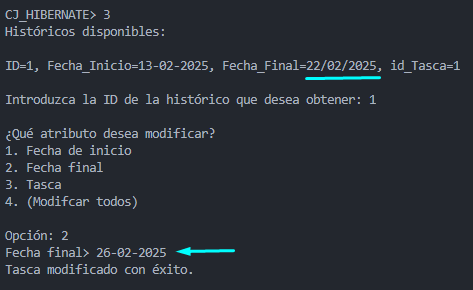 CJ_HIBERNATE> 3
Históricos disponibles:
ID=1, Fecha_Inicio=13-02-2025, Fecha_Final=22/02/2025, id_Tasca=1
Introduzca la ID de la histórico que desea obtener: 1
¿Qué atributo desea modificar?
1. Fecha de inicio
2. Fecha final
3. Tasca
4. (Modifcar todos)
Opción: 2
Fecha final> 26-02-2025
Tasca modificado con éxito.